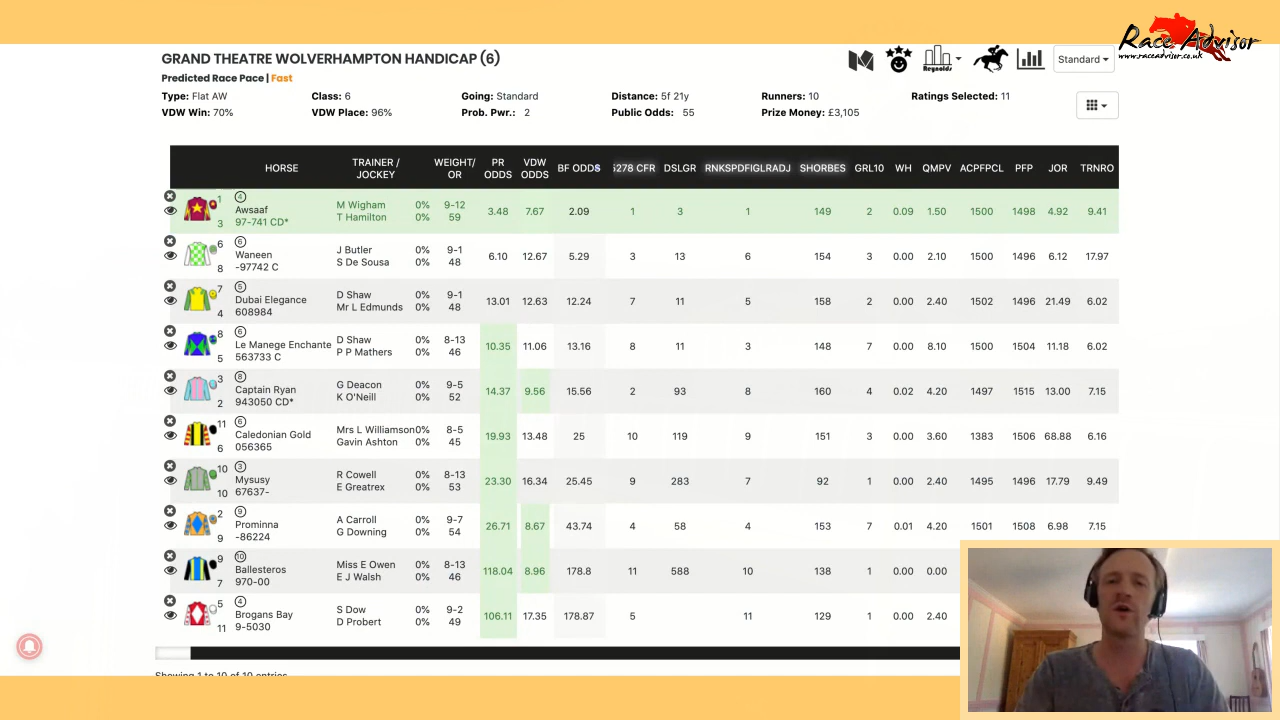 Race Advisor
www.raceadvisor.co.uk
GRAND THEATRE WOLVERHAMPTON HANDICAP (6)
Predicted Race Pace | Fast
Reynolds
Standard
Type: Flat AW Class: 6 Going: Standard Distance: 5f 21y Runners: 10 Ratings Selected: 11
VDW Win: 70% VDW Place: 96% Prob. Pwr.: 2 Public Odds: 55 Prize Money: £3,105
HORSE TRAINER / JOCKEY WEIGHT/ OR PR ODDS VDW ODDS BF ODDS 5278 CFR DSLGR RNKSPDFIGLRADJ SHORBES GRL10 WH QMPV ACPFPCL PFP JOR TRNRO
1 4 M Wigham 0% 9-12
Awsaaf 3.48 7.67 2.09 1 3 1 149 2 0.09 1.50 1500 1498 4.92 9.41
3 97-741 CD* T Hamilton 0% 59
6 6 J Butler 0% 9-1
Waneen 6.10 12.67 5.29 3 13 6 154 3 0.00 2.10 1500 1496 6.12 17.97
8 -97742 C S De Sousa 0% 48
7 5 D Shaw 0% 9-1
Dubai Elegance 13.01 12.63 12.24 7 11 5 158 2 0.00 2.40 1502 1496 21.49 6.02
4 608984 Mr L Edmunds 0% 48
8 6 D Shaw 0% 8-13
Le Manege Enchante 10.35 11.06 13.16 8 11 3 148 7 0.00 8.10 1500 1504 11.18 6.02
5 563733 C P P Mathers 0% 46
3 8 G Deacon 0% 9-5
Captain Ryan 14.37 9.56 15.56 2 93 8 160 4 0.02 4.20 1497 1515 13.00 7.15
2 943050 CD* K O'Neill 0% 52
11 6 Mrs L Williamson 0% 8-5
Caledonian Gold 19.93 13.48 25 10 119 9 151 3 0.00 3.60 1383 1506 68.88 6.16
6 056365 Gavin Ashton 0% 45
10 3 R Cowell 0% 8-13
Mysusy 23.30 16.34 25.45 9 283 7 92 1 0.00 2.40 1495 1496 17.79 9.49
10 67637- E Greatrex 0% 53
2 9 A Carroll 0% 9-7
Prominna 26.71 8.67 43.74 4 58 4 153 7 0.01 4.20 1501 1508 6.98 7.15
9 -86224 G Downing 0% 54
9 10 Miss E Owen 0% 8-13
Ballesteros 118.04 8.96 178.8 11 588 10 138 1 0.00 0.00
7 970-00 E J Walsh 0% 46
5 4 S Dow 0% 9-2
Brogans Bay 106.11 17.35 178.87 5 11 129 1 0.00 2.40
11 9-5030 D Probert 0% 49
Showing 1 to 10 of 10 entries